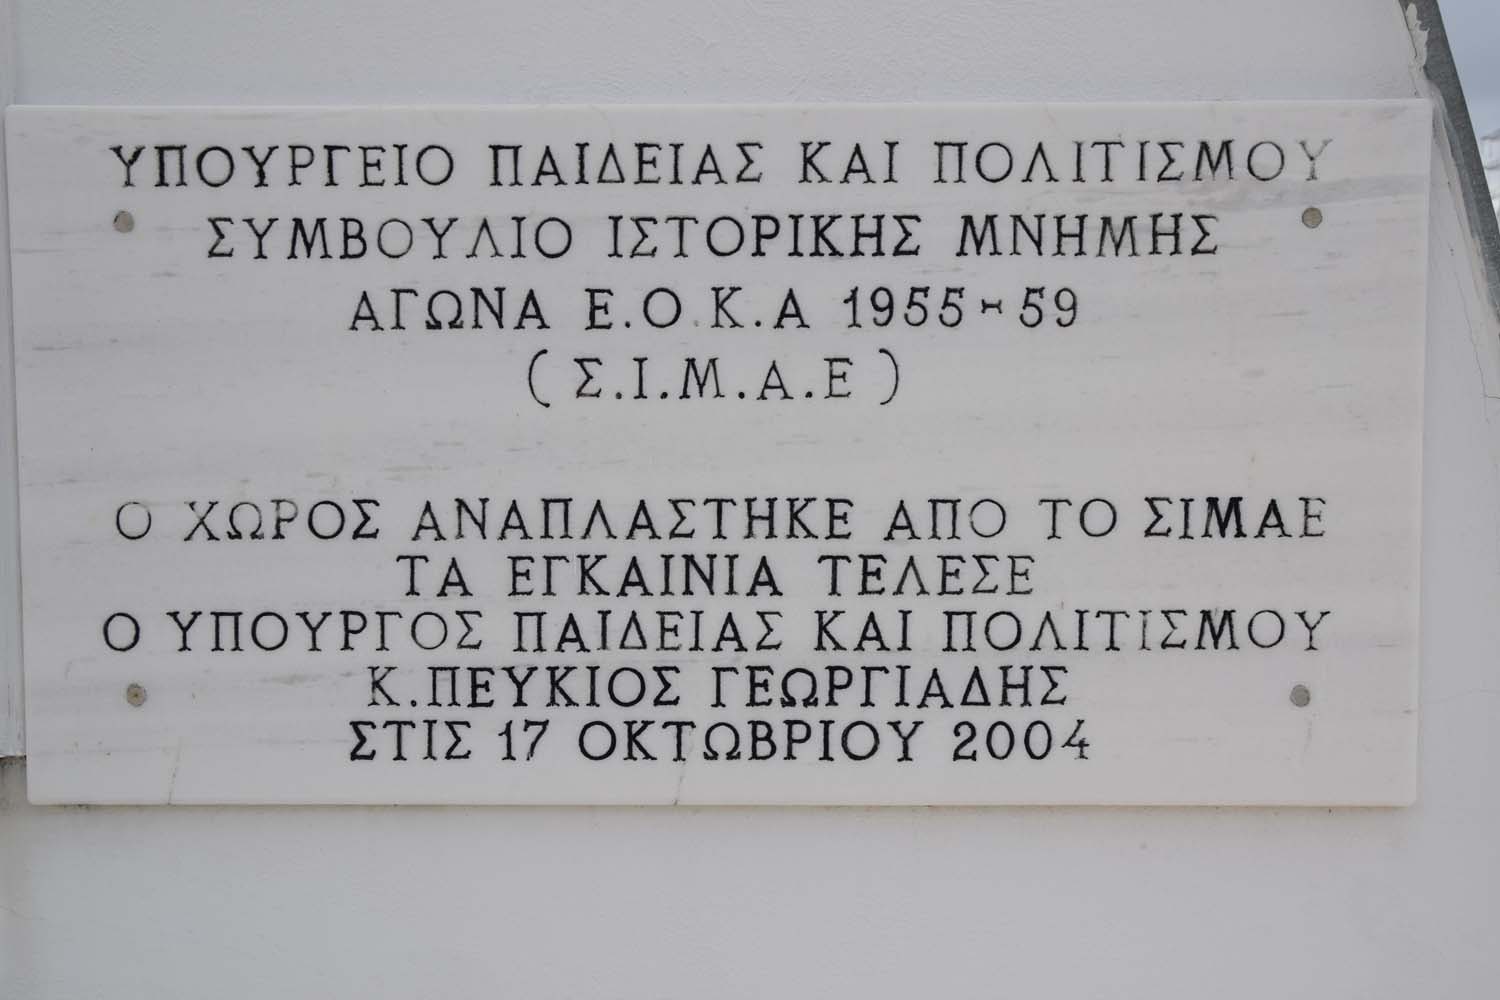 ΥΠΟΥΡΓΕΙΟ ΠΑΙΔΕΙΑΣ ΚΑΙ ΠΟΛΙΤΙΣΜΟΥ
ΣΥΜΒΟΥΛΙΟ ΙΣΤΟΡΙΚΗΣ ΜΝΗΜΗΣ
ΑΓΩΝΑ Ε.Ο.Κ.Α 1955-59
( Σ.Ι.Μ.Α.Ε )
Ο ΧΩΡΟΣ ΑΝΑΠΛΑΣΤΗΚΕ ΑΠΟ ΤΟ ΣΙΜΑΕ
ΤΑ ΕΓΚΑΙΝΙΑ ΤΕΛΕΣΕ
Ο ΥΠΟΥΡΓΟΣ ΠΑΙΔΕΙΑΣ ΚΑΙ ΠΟΛΙΤΙΣΜΟΥ
Κ.ΠΕΥΚΙΟΣ ΓΕΩΡΓΙΑΔΗΣ
ΣΤΙΣ 17 ΟΚΤΩΒΡΙΟΥ 2004